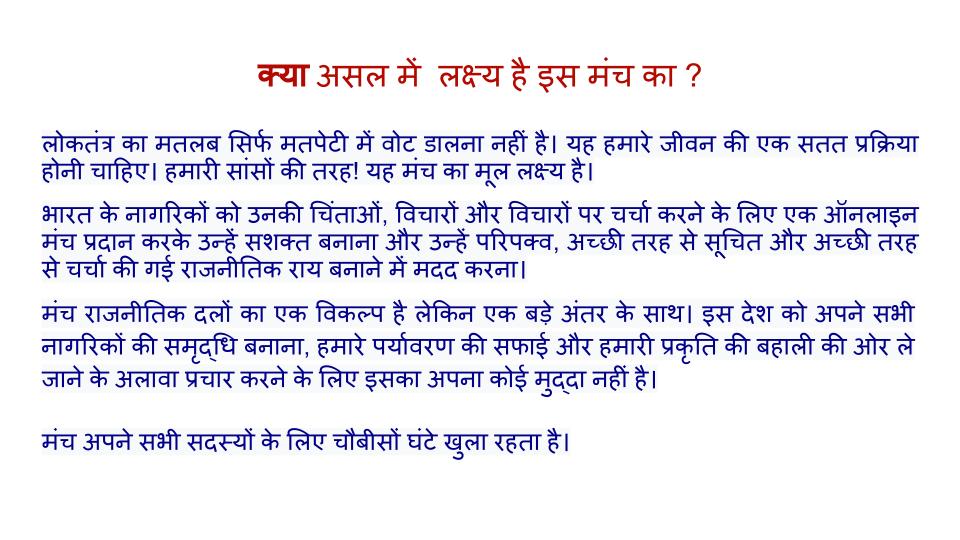 क्या असल में लक्ष्य है इस मंच का ?
लोकतंत्र का मतलब सिर्फ मतपेटी में वोट डालना नहीं है। यह हमारे जीवन की एक सतत प्रक्रिया
होनी चाहिए। हमारी सांसों की तरह! यह मंच का मूल लक्ष्य है।
भारत के नागरिकों को उनकी चिंताओं, विचारों और विचारों पर चर्चा करने के लिए एक ऑनलाइन
मंच प्रदान करके उन्हें सशक्त बनाना और उन्हें परिपक्व, अच्छी तरह से सूचित और अच्छी तरह
से चर्चा की गई राजनीतिक राय बनाने में मदद करना।
मंच राजनीतिक दलों का एक विकल्प है लेकिन एक बड़े अंतर के साथ। इस देश को अपने सभी
नागरिकों की समृद्धि बनाना, हमारे पर्यावरण की सफाई और हमारी प्रकृति की बहाली की ओर ले
जाने के अलावा प्रचार करने के लिए इसका अपना कोई मुद्दा नहीं है।
मंच अपने सभी सदस्यों के लिए चौबीसों घंटे खुला रहता है।